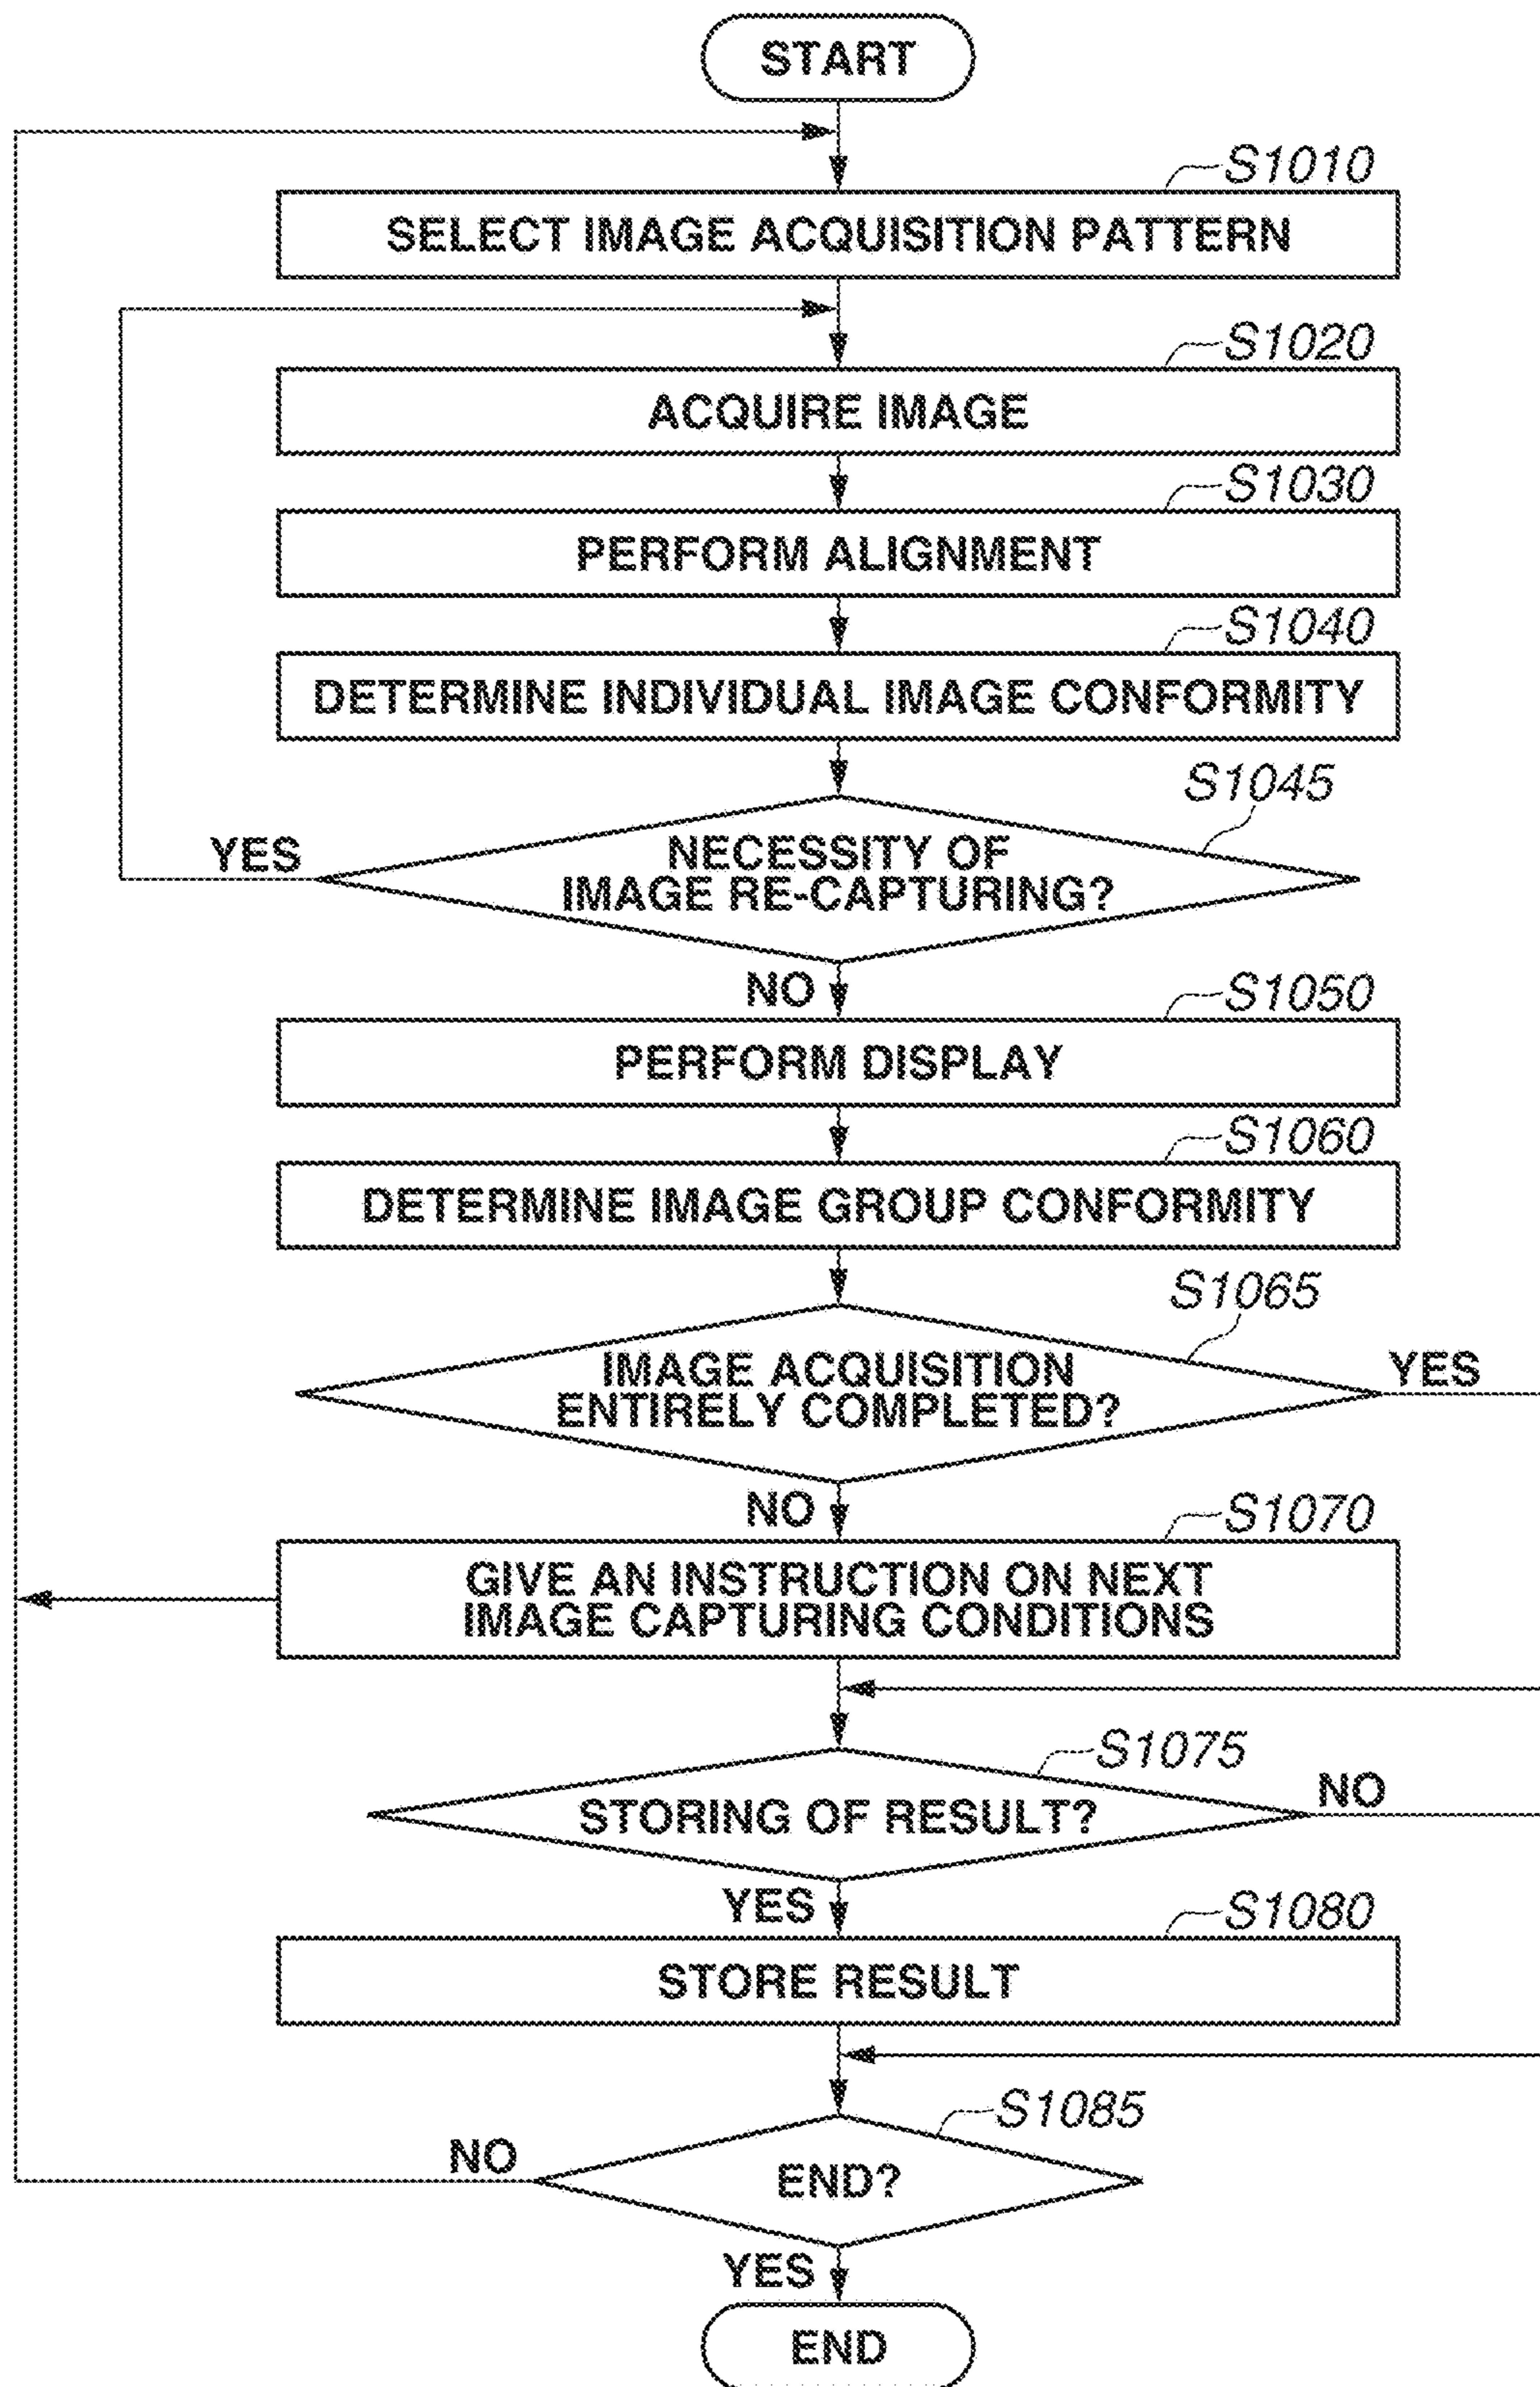 START
S1010
SELECT IMAGE ACQUISITION PATTERN
S1020
ACQUIRE IMAGE
S1030
PERFORM ALIGNMENT
S1040
DETERMINE INDIVIDUAL IMAGE CONFORMITY
S1045
YES
NECESSITY OF
IMAGE RE-CAPTURING?
NO
S1050
PERFORM DISPLAY
S1060
DETERMINE IMAGE GROUP CONFORMITY
S1065
IMAGE ACQUISITION
ENTIRELY COMPLETED?
YES
NO
S1070
GIVE AN INSTRUCTION ON NEXT
IMAGE CAPTURING CONDITIONS
S1075
STORING OF RESULT?
NO
YES
S1080
STORE RESULT
S1085
NO
END?
YES
END